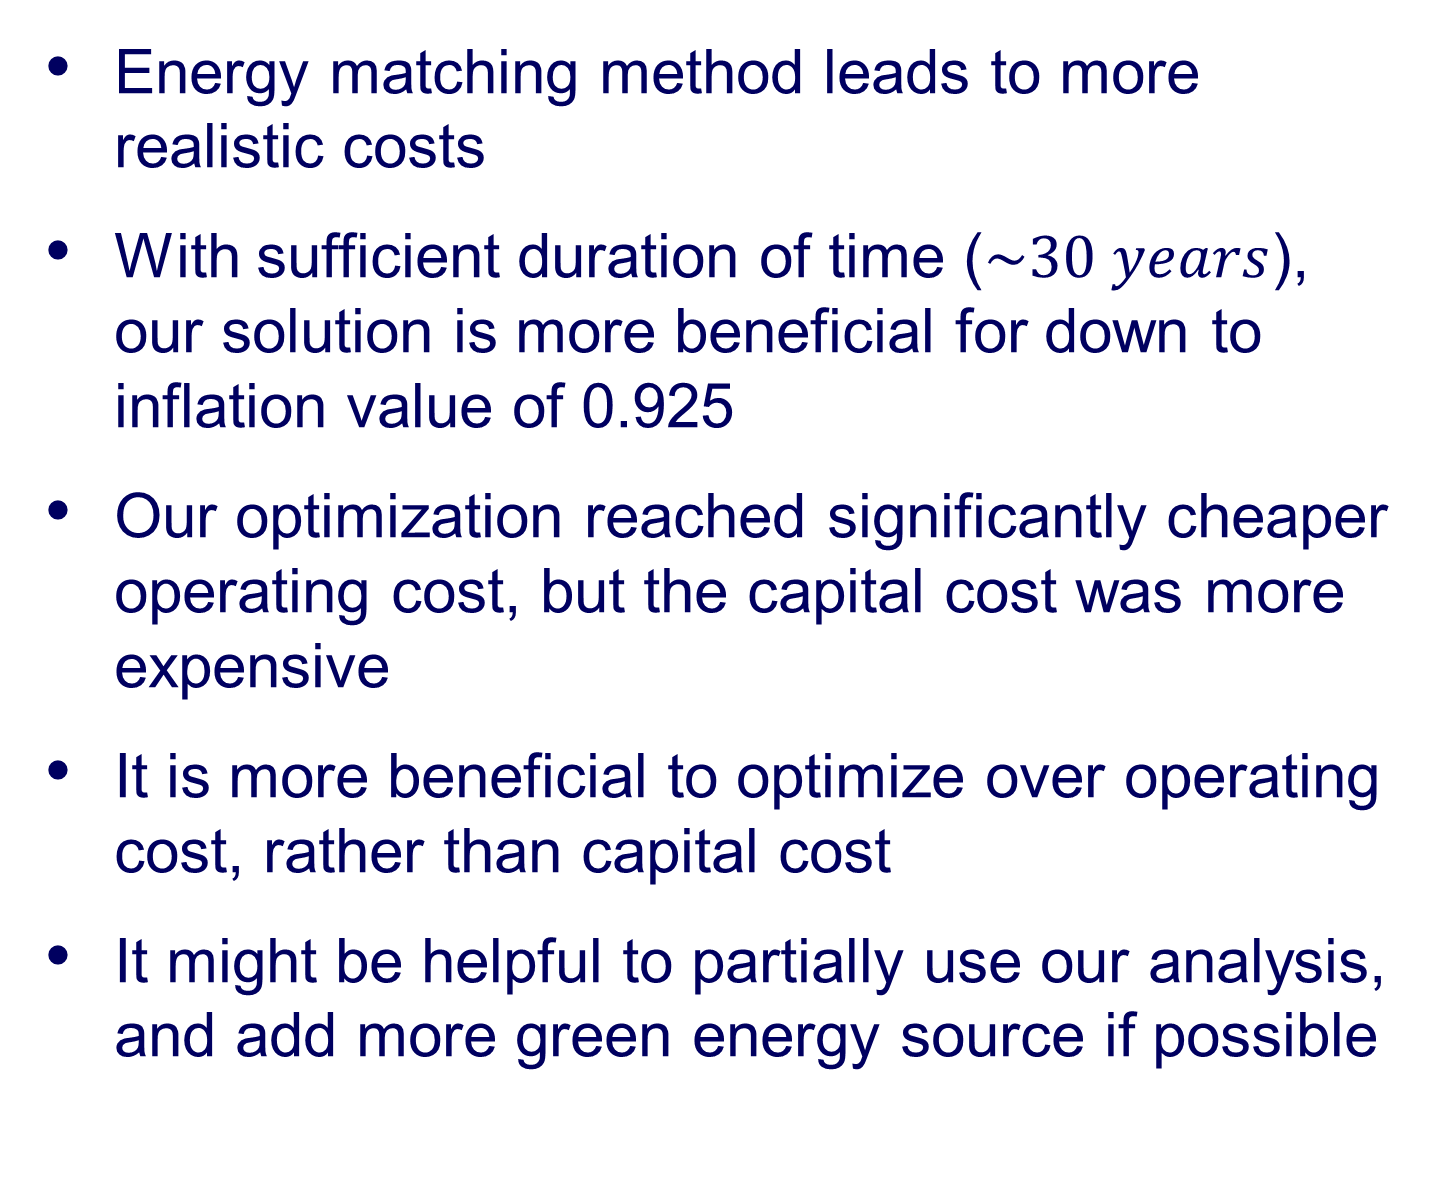 • Energy matching method leads to more
realistic costs
• With sufficient duration of time (~30 years),
our solution is more beneficial for down to
inflation value of 0.925
• Our optimization reached significantly cheaper
operating cost, but the capital cost was more
expensive
• It is more beneficial to optimize over operating
cost, rather than capital cost
• It might be helpful to partially use our analysis,
and add more green energy source if possible